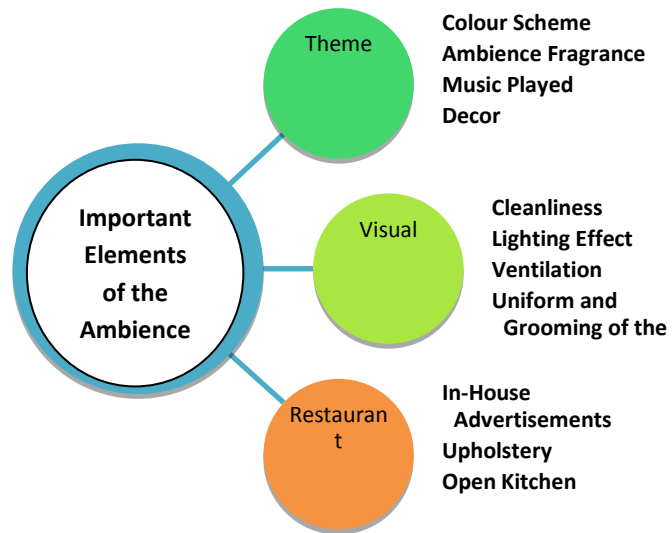 Important
Elements
of the
Ambience
Theme
Colour Scheme
Ambience Fragrance
Music Played
Decor
Visual
Cleanliness
Lighting Effect
Ventilation
Uniform and
Grooming of the
Restauran
t
In-House
Advertisements
Upholstery
Open Kitchen